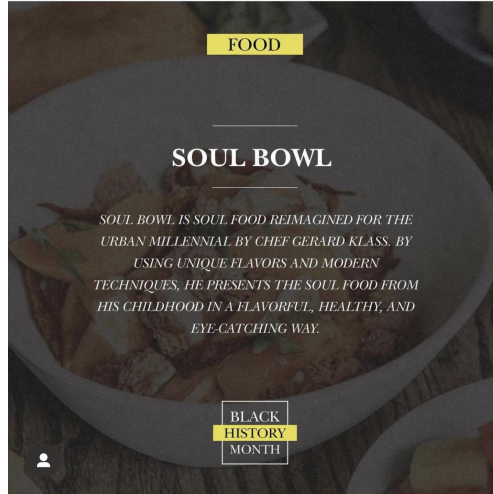 FOOD
SOUL BOWL
SOUL BOWL IS SOUL FOOD REIMAGINED FOR THE
URBAN MILLENNIAL BY CHEF GERARD KLASS. BY
USING UNIQUE FLAVORS AND MODERN
TECHNIQUES, HE PRESENTS THE SOUL FOOD FROM
HIS CHILDHOOD IN A FLAVORFUL, HEALTHY, AND
EYE-CATCHING WAY.
BLACK
HISTORY
MONTH